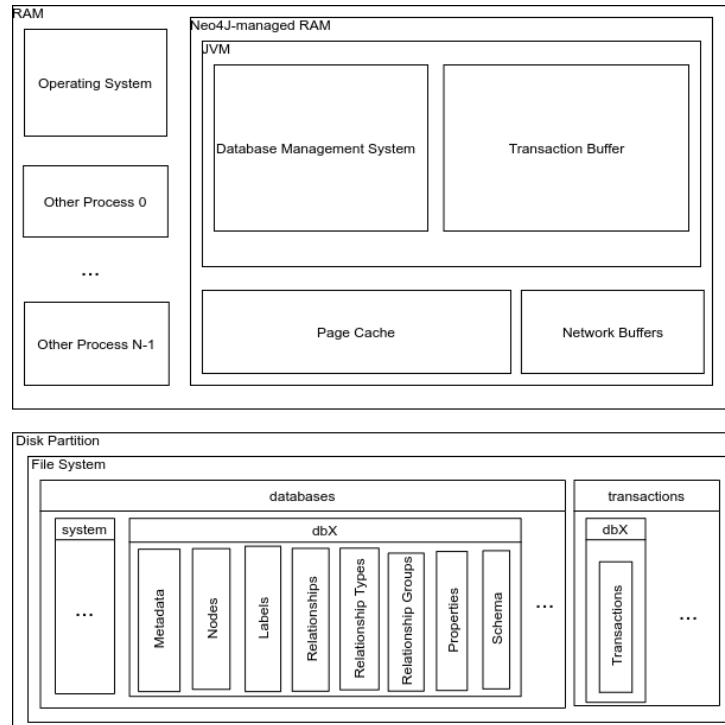 RAM
Neo4J-managed RAM
JVM
Operating System
Database Management System
Transaction Buffer
Other Process 0
...
Other Process N-1
Page Cache
Network Buffers
Disk Partition
File System
databases
transactions
system
dbX
dbX
...
Metadata
Nodes
Labels
Relationships
Relationship Types
Relationship Groups
Properties
Schema
...
Transactions
...